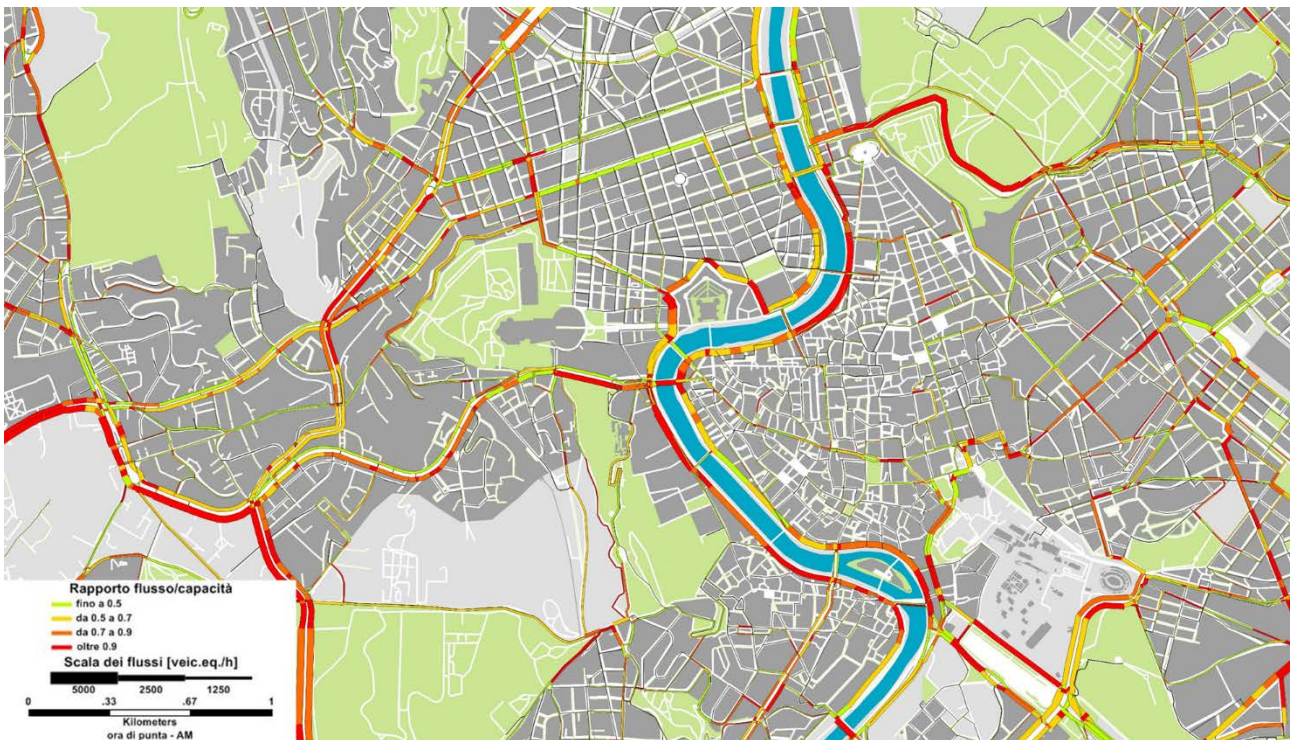 Rapporto flusso/capacità
fino a 0.5
da 0.5 a 0.7
da 0.7 a 0.9
oltre 0.9
Scala dei flussi [veic.eq./h]
5000 2500 1250
0 .33 .67 1
Kilometers
ora di punta - AM